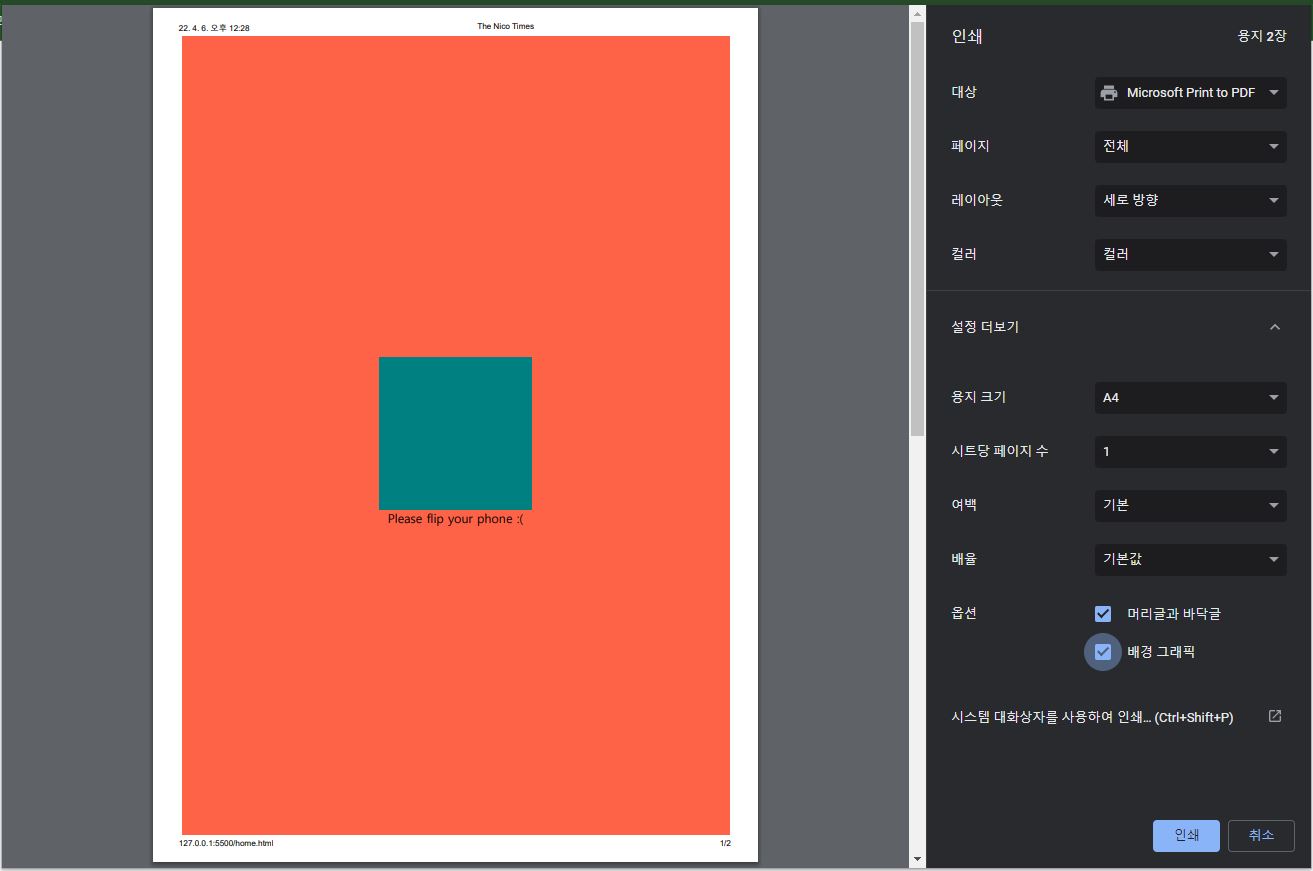 22. 4. 6. 오후 12:28
The Nico Times
Please flip your phone :(
127.0.0.1:5500/home.html
1/2
인쇄
용지 2장
대상
Microsoft Print to PDF
페이지
전체
레이아웃
세로 방향
컬러
컬러
설정 더보기
용지 크기
A4
시트당 페이지 수
1
여백
기본
배율
기본값
옵션
머리글과 바닥글
배경 그래픽
시스템 대화상자를 사용하여 인쇄... (Ctrl+Shift+P)
인쇄
취소